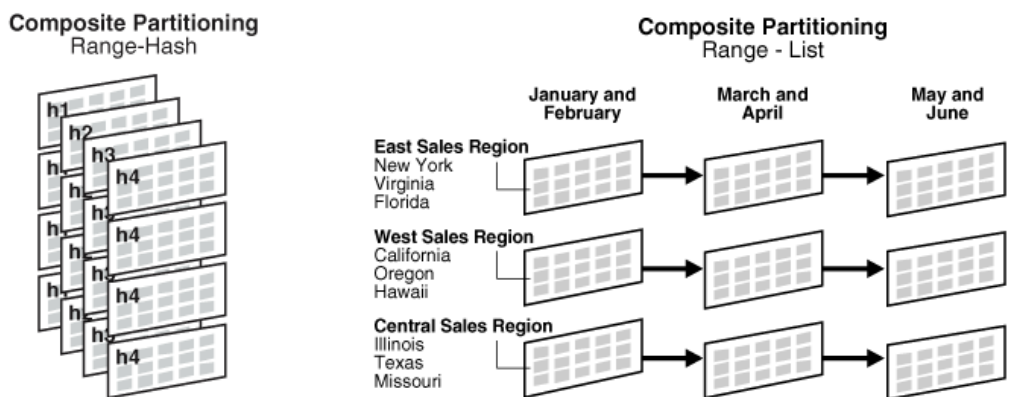 Composite Partitioning
Range-Hash
h1
h2
h3
h4
h4
h4
h4
Composite Partitioning
Range - List
January and
February
March and
April
May and
June
East Sales Region
New York
Virginia
Florida
West Sales Region
California
Oregon
Hawaii
Central Sales Region
Illinois
Texas
Missouri